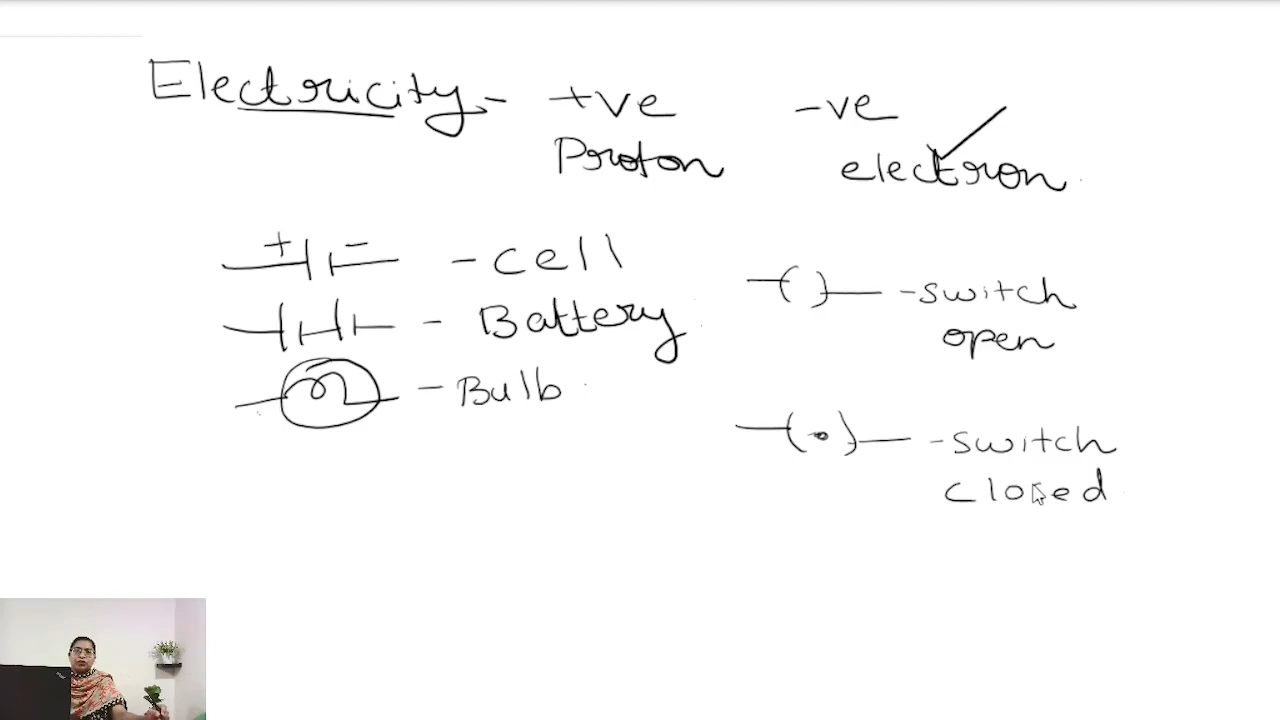 Electricity - +ve -ve
Proton electron
+ - - cell
- Battery
- Bulb
- switch
open
- switch
closed